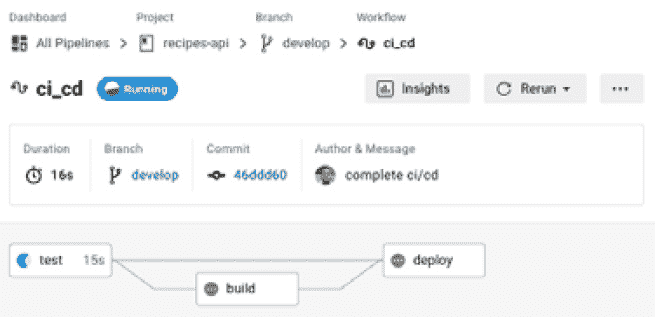 Dashboard Project Branch Workflow
All Pipelines > recipes-api > develop > ci_cd
ci_cd Running Insights Rerun ...
Duration Branch Commit Author & Message
16s develop 46ddd60 complete ci/cd
test 15s deploy
build